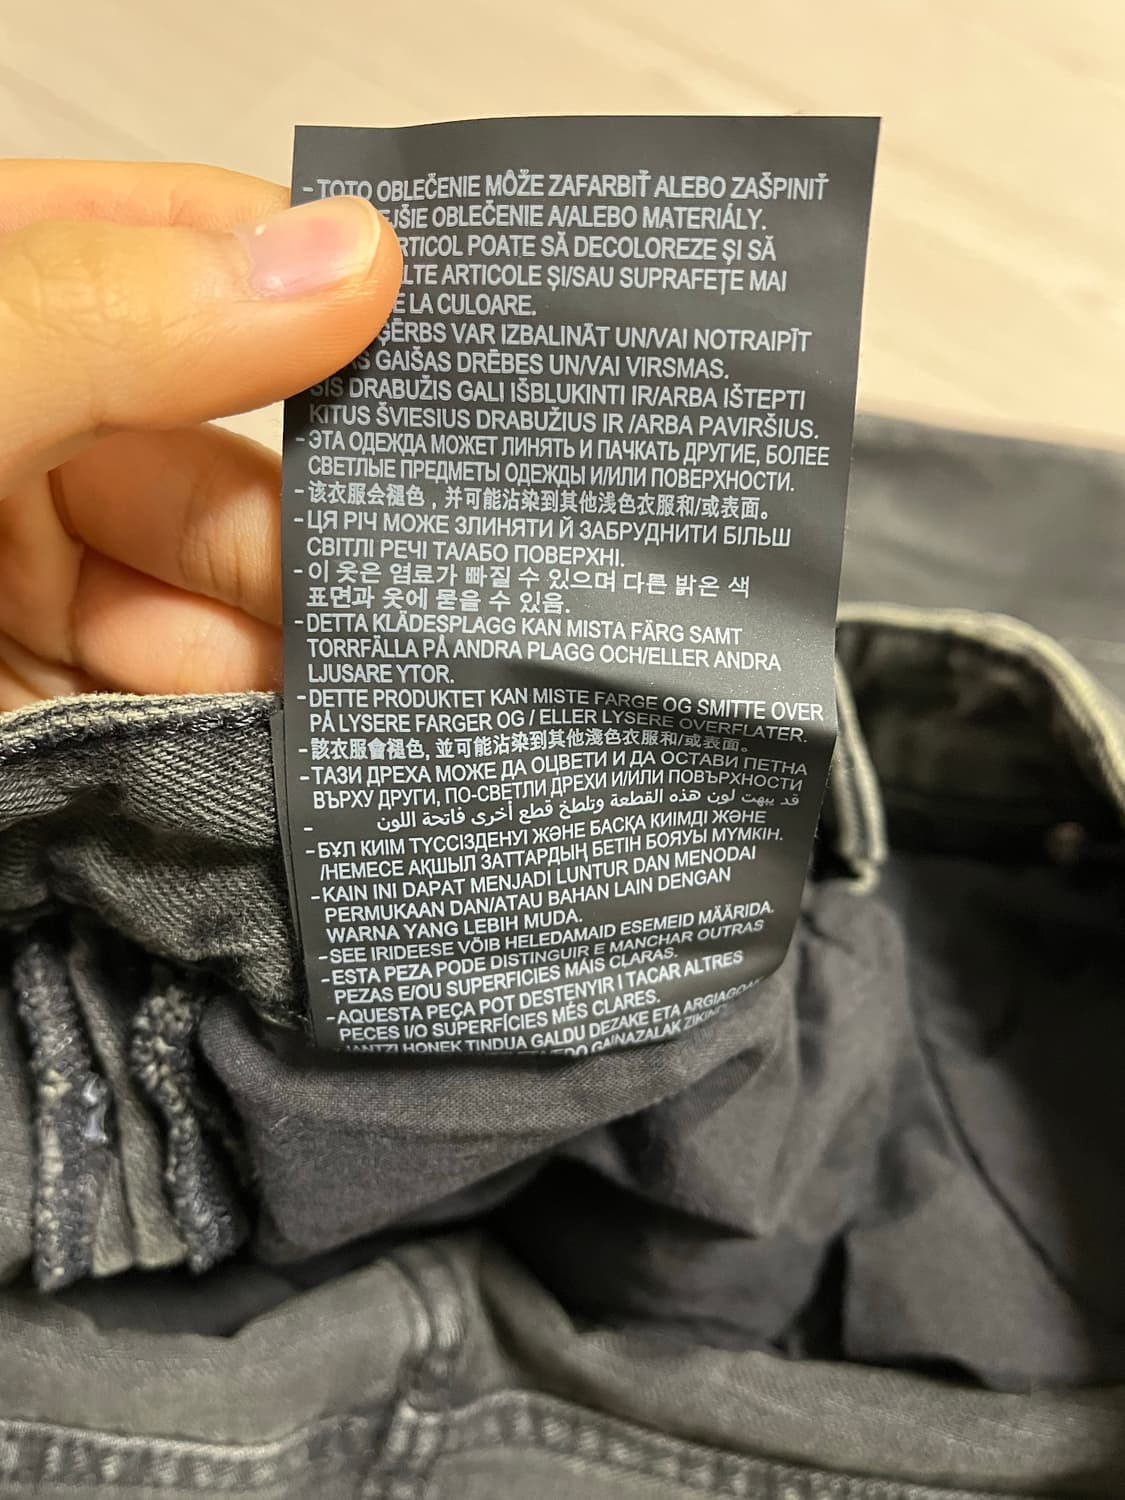 - TOTO OBLEČENIE MÔŽE ZAFARBIŤ ALEBO ZAŠPINIŤ
OBLEČENIE A/ALEBO MATERIÁLY.
POATE SĂ DECOLOREZE ȘI SĂ
ARTICOLE ȘI/SAU SUPRAFEȚE MAI
LA CULOARE.
VAR IZBALINĀT UN/VAI NOTRAIPĪT
GAIŠAS DRĒBES UN/VAI VIRSMAS.
ŠIS DRABUŽIS GALI IŠBLUKINTI IR/ARBA IŠTEPTI
KITUS ŠVIESIUS DRABUŽIUS IR /ARBA PAVIRŠIUS.
- ЭТА ОДЕЖДА МОЖЕТ ЛИНЯТЬ И ПАЧКАТЬ ДРУГИЕ, БОЛЕЕ
СВЕТЛЫЕ ПРЕДМЕТЫ ОДЕЖДЫ И/ИЛИ ПОВЕРХНОСТИ.
- 该衣服会褪色，并可能沾染到其他浅色衣服和/或表面。
- ЦЯ РІЧ МОЖЕ ЗЛИНЯТИ Й ЗАБРУДНИТИ БІЛЬШ
СВІТЛІ РЕЧІ ТА/АБО ПОВЕРХНІ.
- 이 옷은 염료가 빠질 수 있으며 다른 밝은 색
표면과 옷에 묻을 수 있음.
- DETTA KLÄDESPLAGG KAN MISTA FÄRG SAMT
TORRFÄLLA PÅ ANDRA PLAGG OCH/ELLER ANDRA
LJUSARE YTOR.
- DETTE PRODUKTET KAN MISTE FARGE OG SMITTE OVER
PÅ LYSERE FARGER OG / ELLER LYSERE OVERFLATER.
- 該衣服會褪色, 並可能沾染到其他淺色衣服和/或表面。
- ТАЗИ ДРЕХА МОЖЕ ДА ОЦВЕТИ И ДА ОСТАВИ ПЕТНА
ВЪРХУ ДРУГИ, ПО-СВЕТЛИ ДРЕХИ И/ИЛИ ПОВЪРХНОСТИ
- قد يبهت لون هذه القطعة وتلطخ قطع أخرى فاتحة اللون
- БҰЛ КИІМ ТҮССІЗДЕНУІ ЖӘНЕ БАСҚА КИІМДІ ЖӘНЕ
/НЕМЕСЕ АҚШЫЛ ЗАТТАРДЫҢ БЕТІН БОЯУЫ МҮМКІН.
- KAIN INI DAPAT MENJADI LUNTUR DAN MENODAI
PERMUKAAN DAN/ATAU BAHAN LAIN DENGAN
WARNA YANG LEBIH MUDA.
- SEE IRIDEESE VÕIB HELEDAMAID ESEMEID MÄÄRIDA.
- ESTA PEZA PODE DISTINGUIR E MANCHAR OUTRAS
PEZAS E/OU SUPERFICIES MÁIS CLARAS.
- AQUESTA PEÇA POT DESTENYIR I TACAR ALTRES
PECES I/O SUPERFÍCIES MÉS CLARES.
JANTZI HONEK TINDUA GALDU DEZAKE ETA
GAINAZALAK